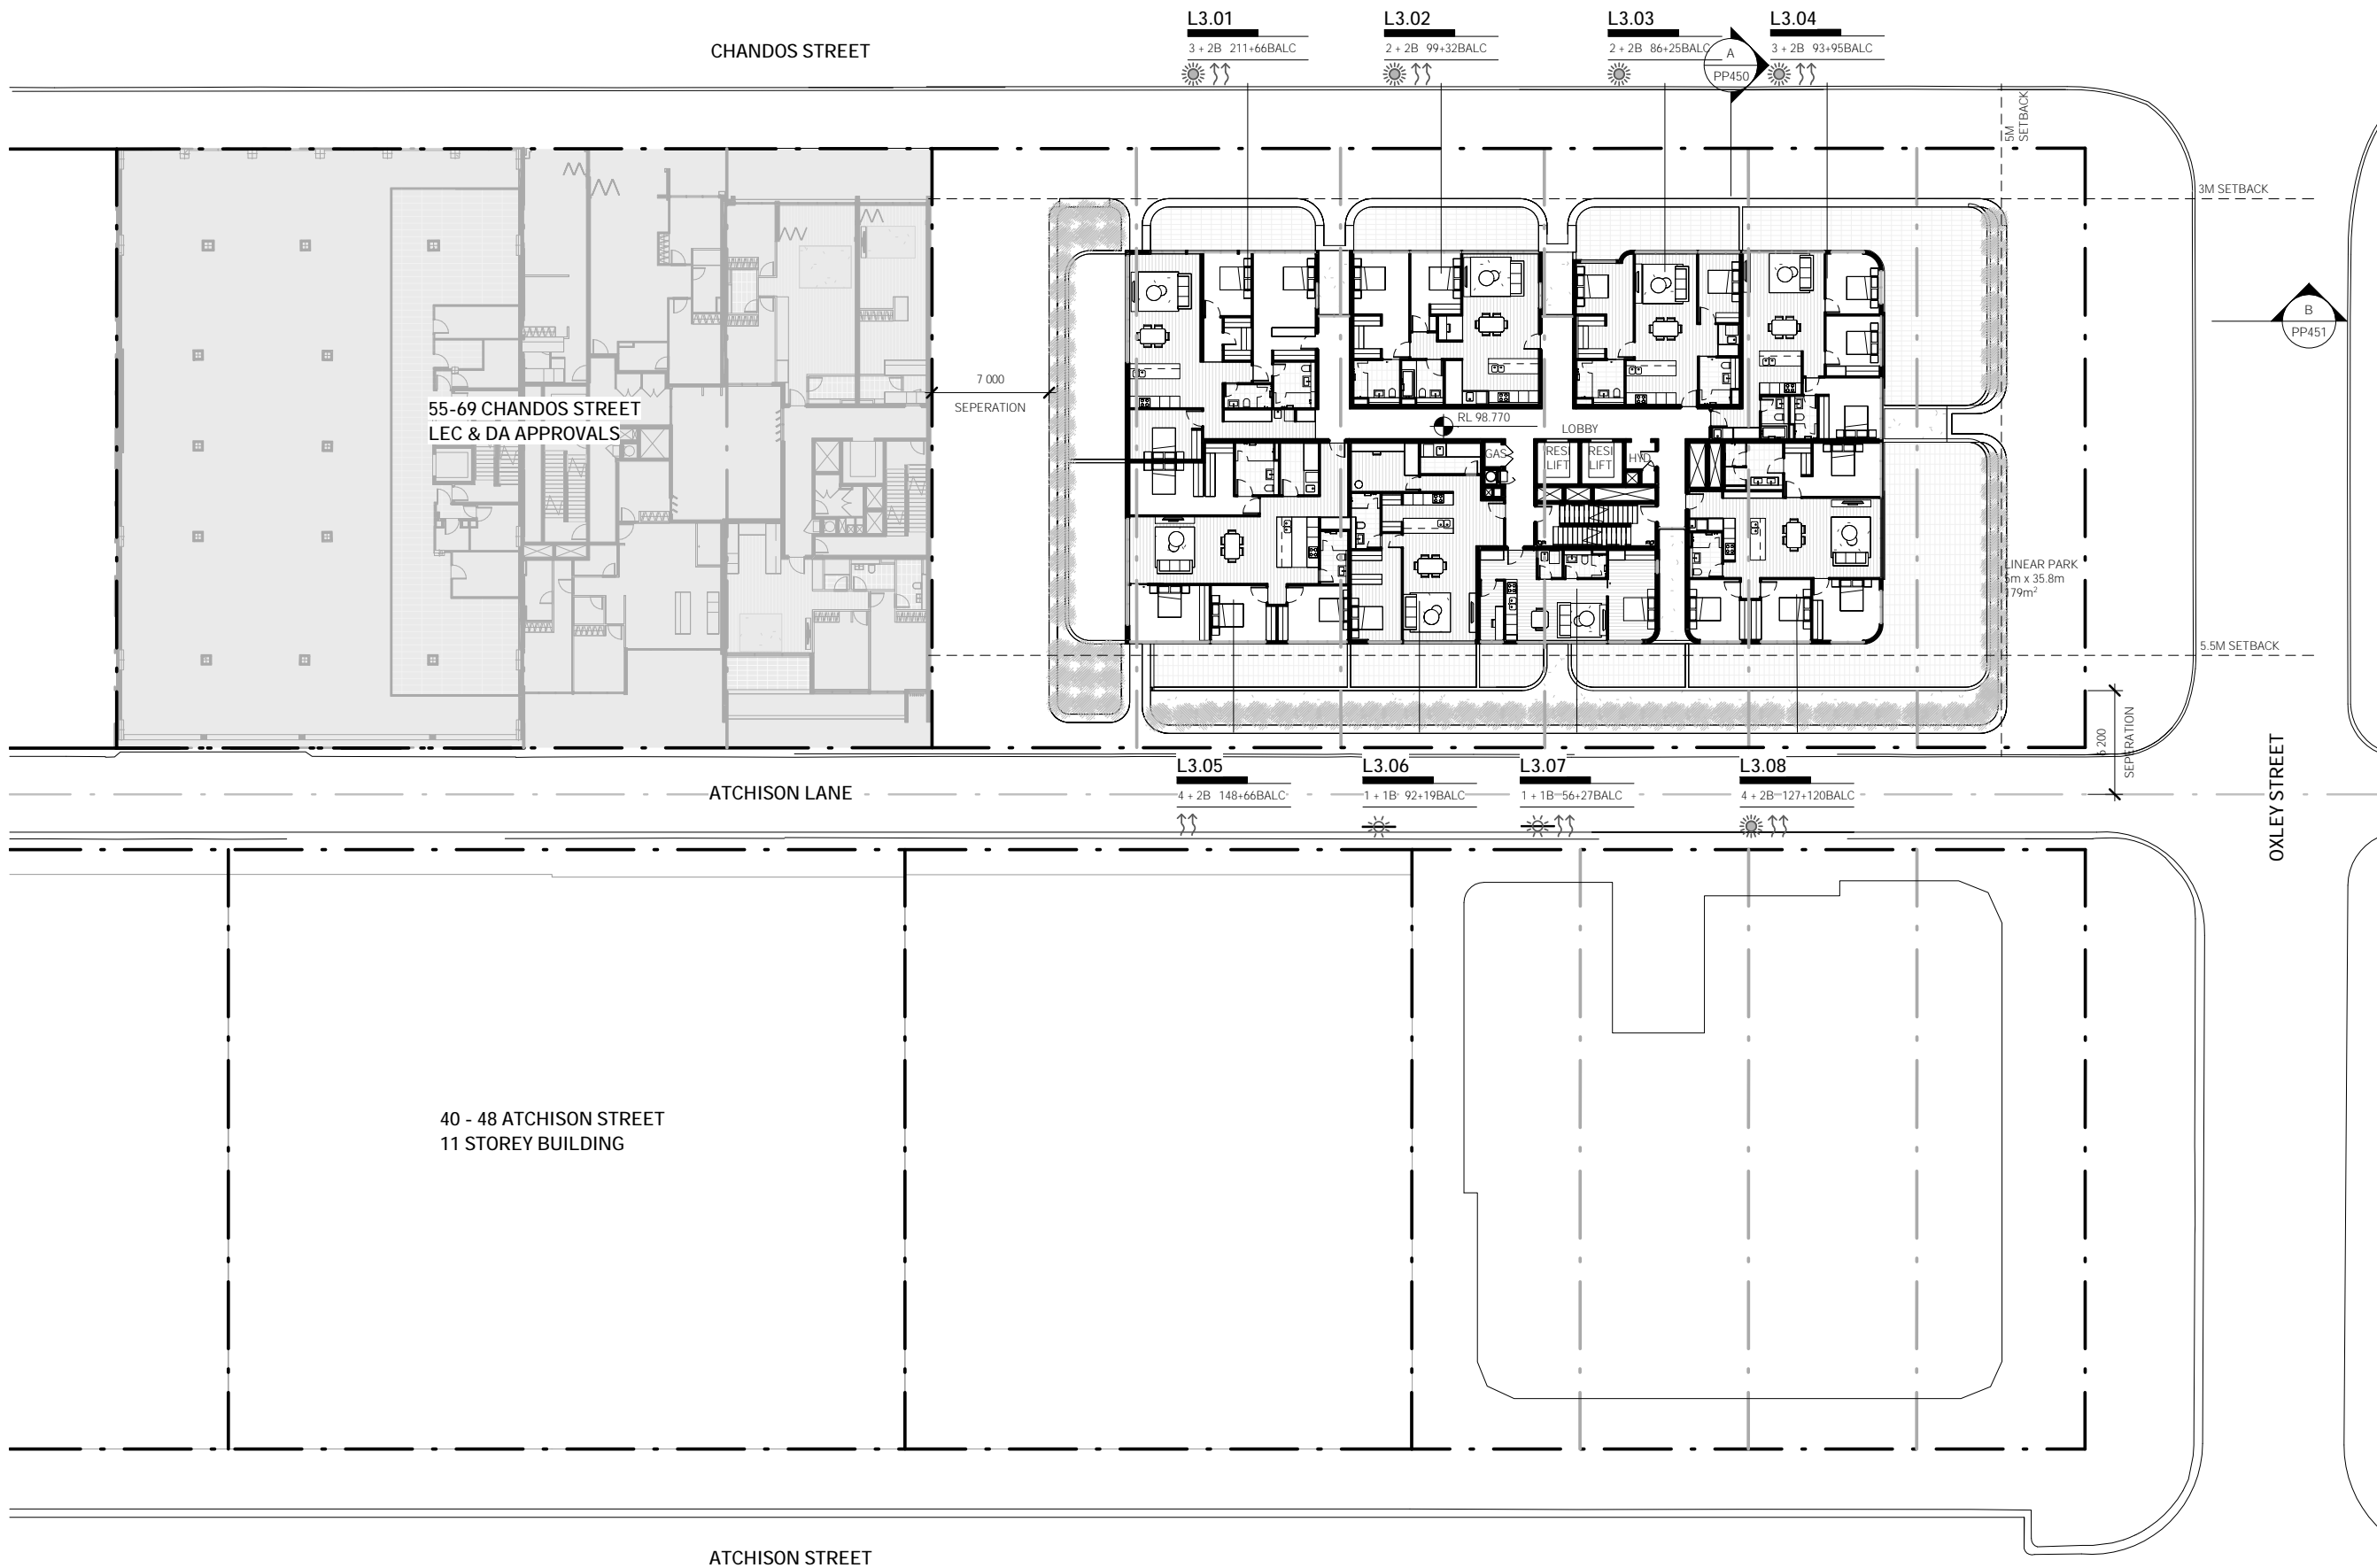 L3.01
3 + 2B 211+66BALC
L3.02
2 + 2B 99+32BALC
L3.03
2 + 2B 86+25BALC
A
PP450
L3.04
3 + 2B 93+95BALC
CHANDOS STREET
5M
SETBACK
3M SETBACK
B
PP451
7 000
SEPERATION
55-69 CHANDOS STREET
LEC & DA APPROVALS
RL 98.770
LOBBY
GAS
RESI
LIFT
RESI
LIFT
HYD
LINEAR PARK
5m x 35.8m
179m²
5.5M SETBACK
SEPERATION
OXLEY STREET
L3.05
4 + 2B 148+66BALC
L3.06
1 + 1B 92+19BALC
L3.07
1 + 1B 56+27BALC
L3.08
4 + 2B 127+120BALC
ATCHISON LANE
40 - 48 ATCHISON STREET
11 STOREY BUILDING
ATCHISON STREET